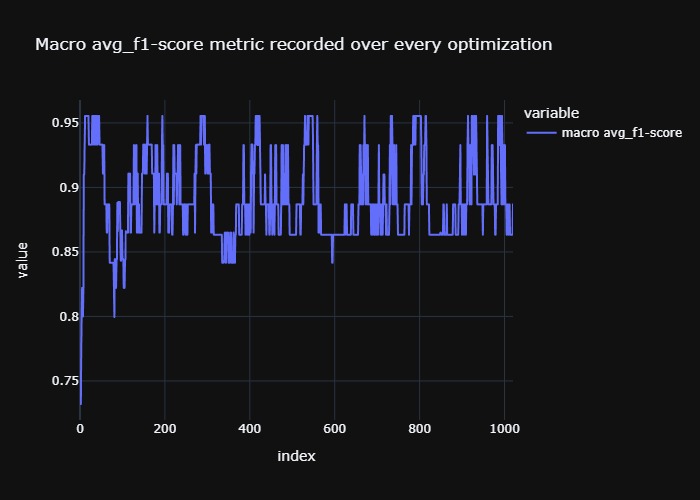 Macro avg_f1-score metric recorded over every optimization
variable
macro avg_f1-score
value
0.95
0.9
0.85
0.8
0.75
0
200
400
600
800
1000
index